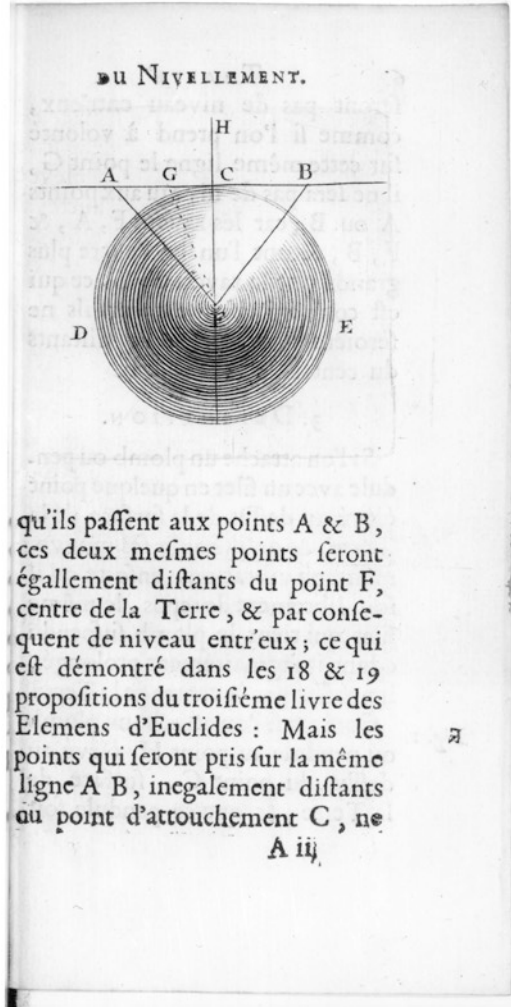 DU NIVELLEMENT.
H
A G C B
F
D E
qu'ils paſſent aux points A & B,
ces deux meſmes points ſeront
égallement diſtants du point F,
centre de la Terre, & par conſe-
quent de niveau entr'eux; ce qui
eſt démontré dans les 18 & 19
propoſitions du troiſiéme livre des
Elemens d'Euclides : Mais les
points qui ſeront pris ſur la même
ligne A B, inegalement diſtants
au point d'attouchement C, ne
A iij